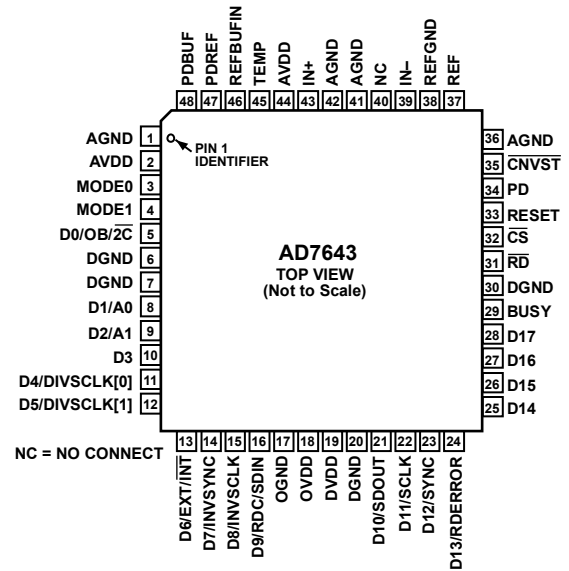 PDBUF
PDREF
REFBUFIN
TEMP
AVDD
IN+
AGND
AGND
NC
IN–
REFGND
REF
48 47 46 45 44 43 42 41 40 39 38 37
AGND 1
AVDD 2
MODE0 3
MODE1 4
D0/OB/2C̅ 5
DGND 6
DGND 7
D1/A0 8
D2/A1 9
D3 10
D4/DIVSCLK[0] 11
D5/DIVSCLK[1] 12
PIN 1
IDENTIFIER
AD7643
TOP VIEW
(Not to Scale)
36 AGND
35 C̅N̅V̅S̅T̅
34 PD
33 RESET
32 C̅S̅
31 R̅D̅
30 DGND
29 BUSY
28 D17
27 D16
26 D15
25 D14
NC = NO CONNECT
13 14 15 16 17 18 19 20 21 22 23 24
D6/EXT/I̅N̅T̅
D7/INVSYNC
D8/INVSCLK
D9/RDC/SDIN
OGND
OVDD
DVDD
DGND
D10/SDOUT
D11/SCLK
D12/SYNC
D13/RDERROR